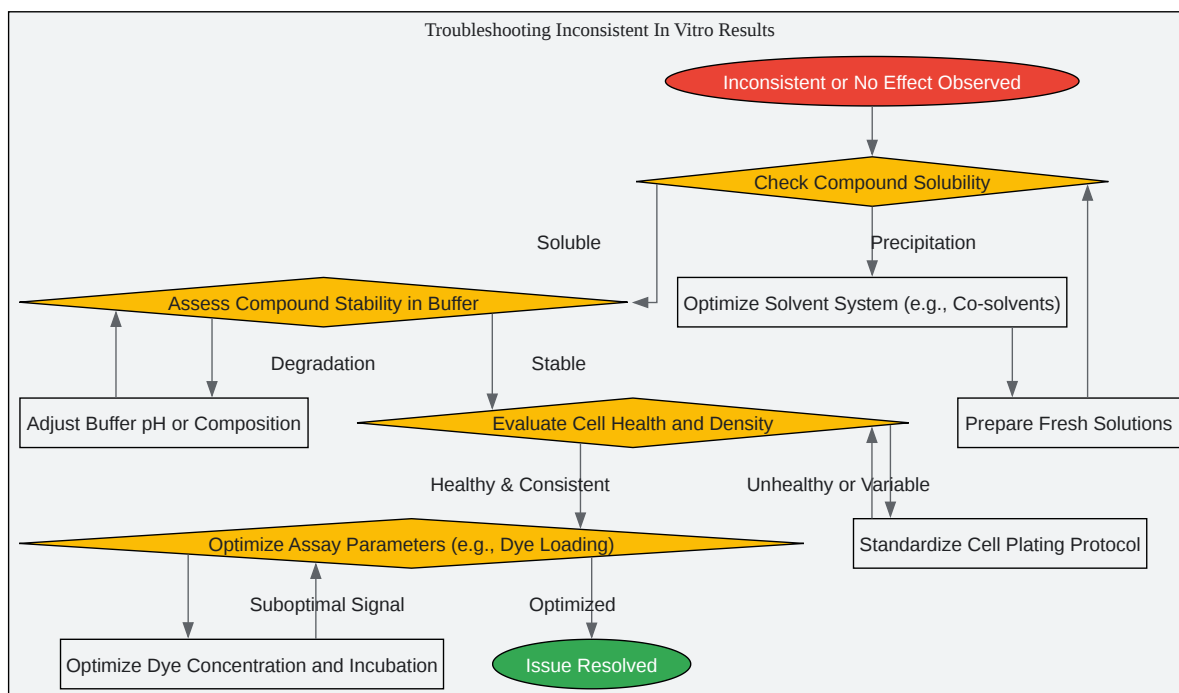 Troubleshooting Inconsistent In Vitro Results
Inconsistent or No Effect Observed
Check Compound Solubility
Soluble
Precipitation
Assess Compound Stability in Buffer
Optimize Solvent System (e.g., Co-solvents)
Degradation
Stable
Adjust Buffer pH or Composition
Evaluate Cell Health and Density
Prepare Fresh Solutions
Healthy & Consistent
Unhealthy or Variable
Optimize Assay Parameters (e.g., Dye Loading)
Standardize Cell Plating Protocol
Suboptimal Signal
Optimized
Optimize Dye Concentration and Incubation
Issue Resolved